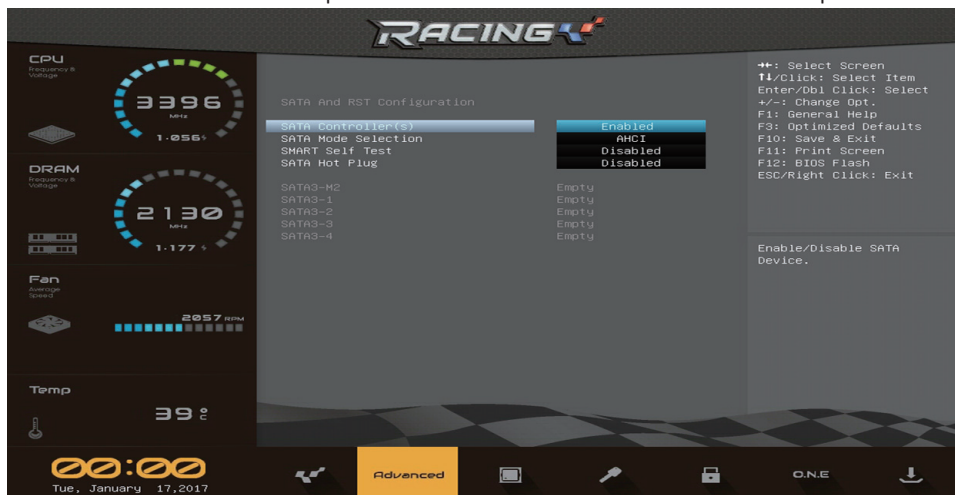 RACING
CPU
Frequency &
Voltage
3396
MHz
1.056 V
DRAM
Frequency &
Voltage
2130
MHz
1.177 V
Fan
Average
Speed
2057 RPM
Temp
39 °C
SATA And RST Configuration
SATA Controller(s) Enabled
SATA Mode Selection AHCI
SMART Self Test Disabled
SATA Hot Plug Disabled
SATA3-M2 Empty
SATA3-1 Empty
SATA3-2 Empty
SATA3-3 Empty
SATA3-4 Empty
→←: Select Screen
↑↓/Click: Select Item
Enter/Dbl Click: Select
+/-: Change Opt.
F1: General Help
F3: Optimized Defaults
F10: Save & Exit
F11: Print Screen
F12: BIOS Flash
ESC/Right Click: Exit
Enable/Disable SATA
Device.
00:00
Tue, January 17,2017
Advanced
O.N.E